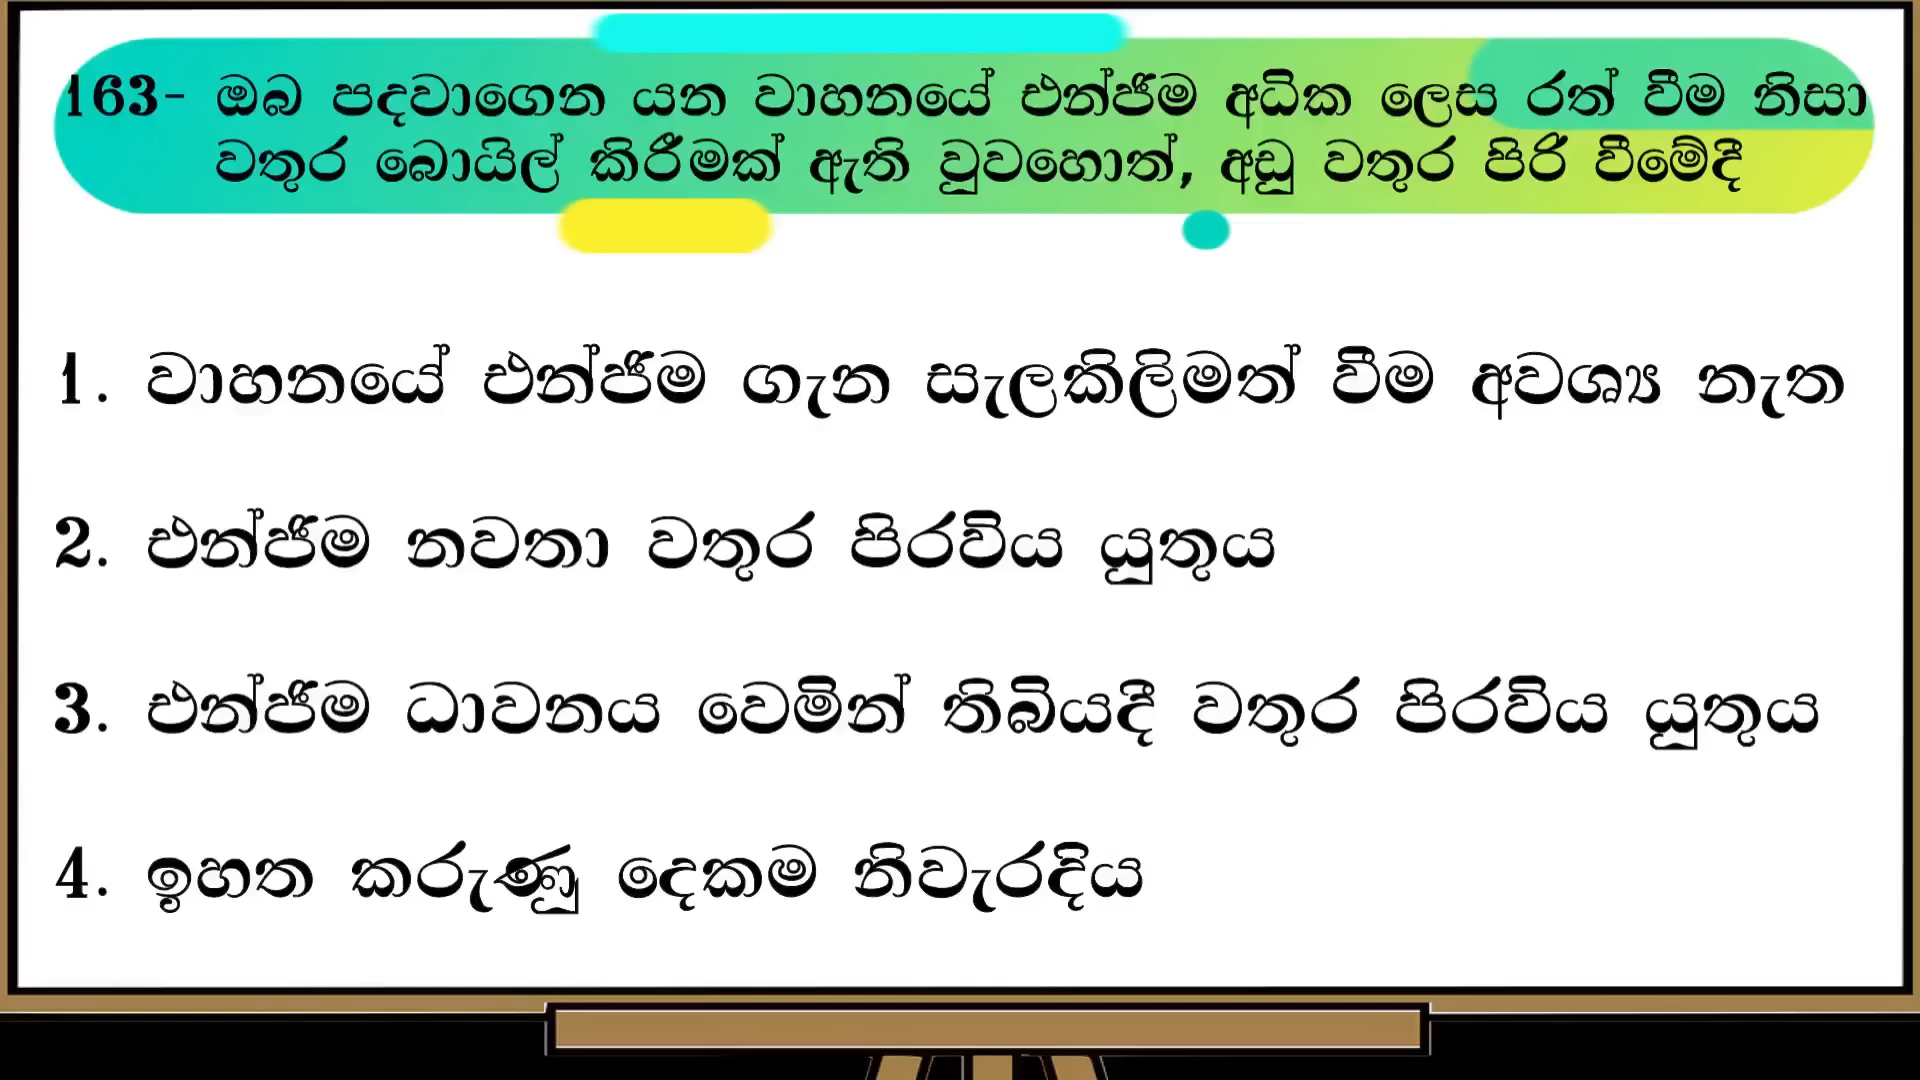 163- ඔබ පදවාගෙන යන වාහනයේ එන්ජිම අධික ලෙස රත් වීම නිසා
වතුර බොයිල් කිරීමක් ඇති වුවහොත්, අඩු වතුර පිරි වීමේදී
1. වාහනයේ එන්ජිම ගැන සැලකිලිමත් වීම අවශ්‍ය නැත
2. එන්ජිම නවතා වතුර පිරවිය යුතුය
3. එන්ජිම ධාවනය වෙමින් තිබියදී වතුර පිරවිය යුතුය
4. ඉහත කරුණු දෙකම නිවැරදිය